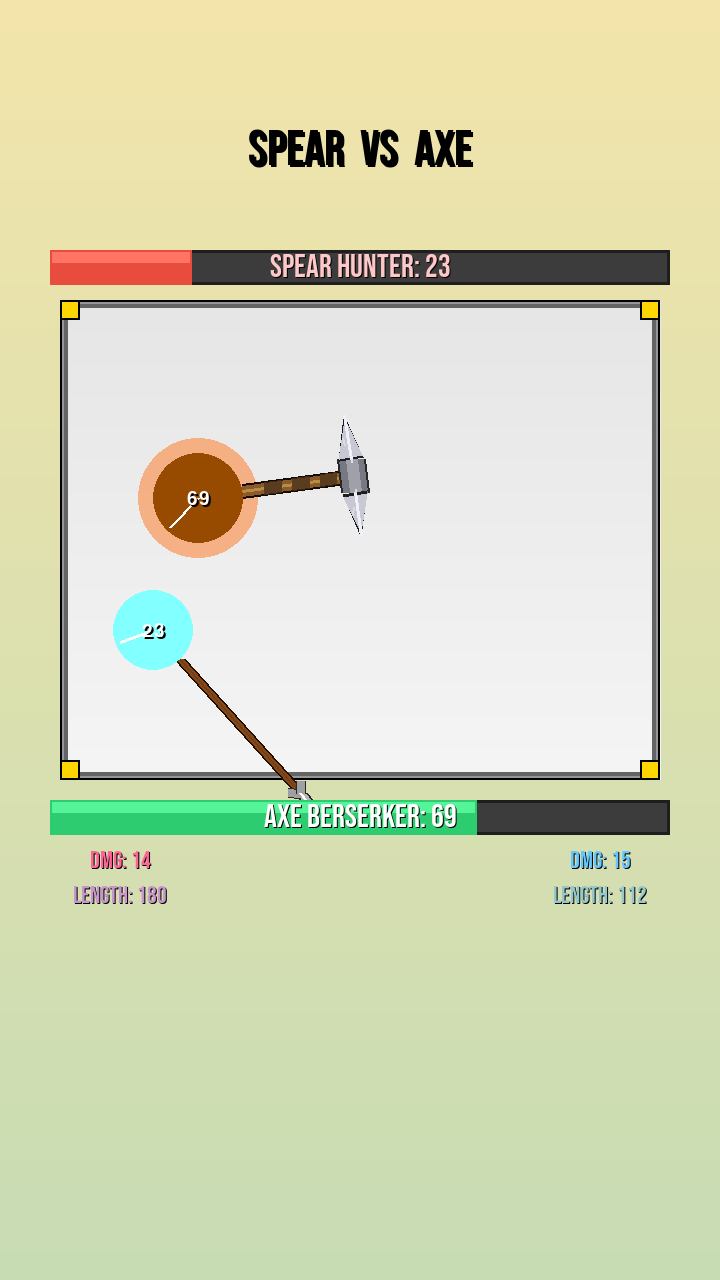 SPEAR VS AXE
SPEAR HUNTER: 23
69
23
AXE BERSERKER: 69
DMG: 14
LENGTH: 180
DMG: 15
LENGTH: 112